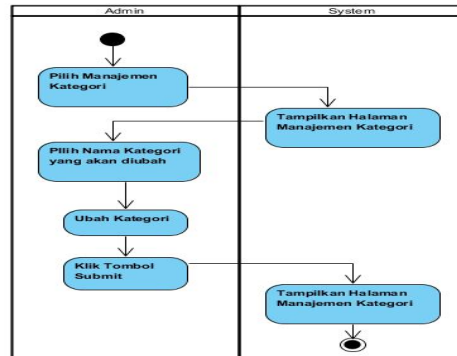 Admin
System
Pilih Manajemen
Kategori
Tampilkan Halaman
Manajemen Kategori
PIlih Nama Kategori
yang akan diubah
Ubah Kategori
Klik Tombol
Submit
Tampilkan Halaman
Manajemen Kategori